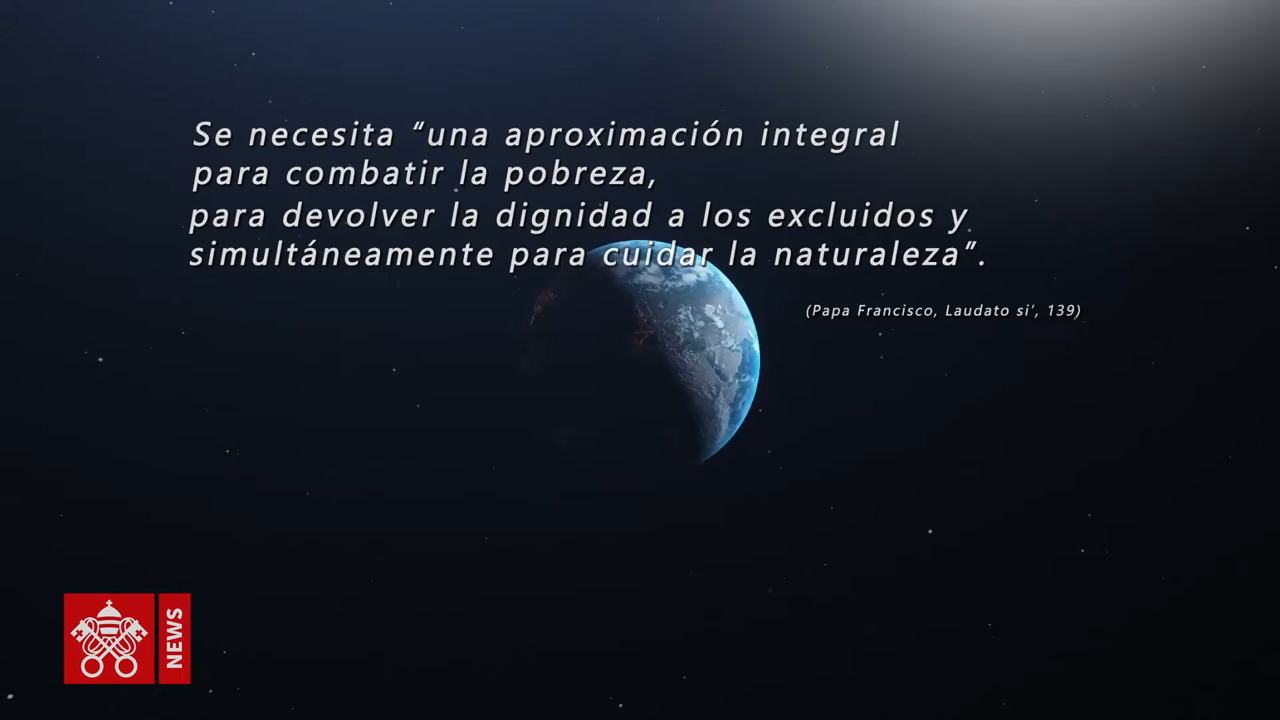 Se necesita “una aproximación integral
para combatir la pobreza,
para devolver la dignidad a los excluidos y
simultáneamente para cuidar la naturaleza”.
(Papa Francisco, Laudato si’, 139)
NEWS